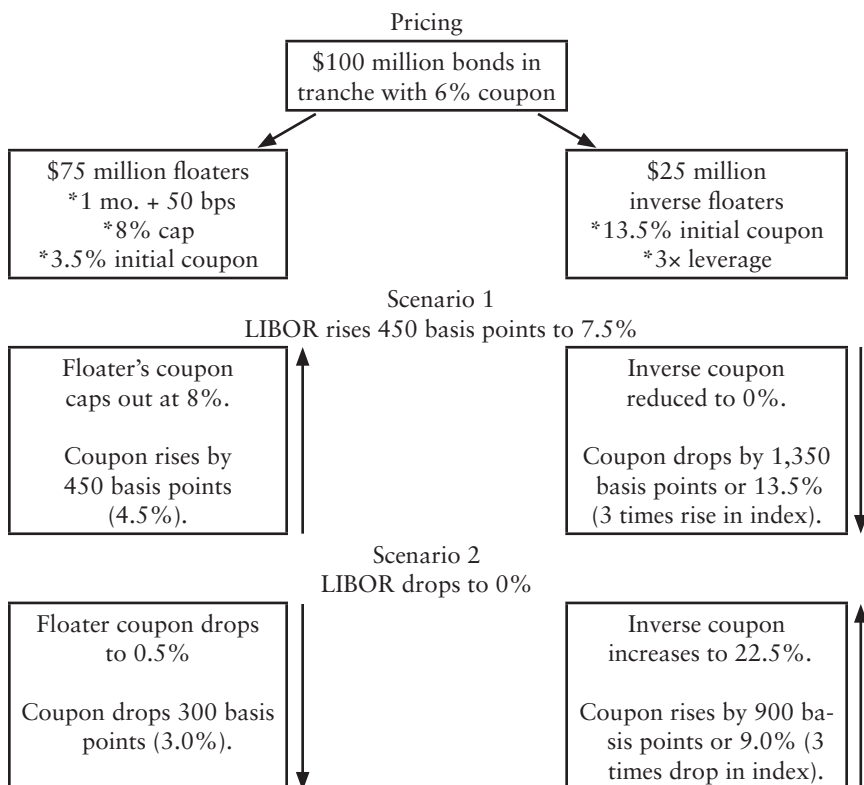 Pricing
$100 million bonds in
tranche with 6% coupon
$75 million floaters
*1 mo. + 50 bps
*8% cap
*3.5% initial coupon
$25 million
inverse floaters
*13.5% initial coupon
*3× leverage
Scenario 1
LIBOR rises 450 basis points to 7.5%
Floater’s coupon
caps out at 8%.
Coupon rises by
450 basis points
(4.5%).
Inverse coupon
reduced to 0%.
Coupon drops by 1,350
basis points or 13.5%
(3 times rise in index).
Scenario 2
LIBOR drops to 0%
Floater coupon drops
to 0.5%
Coupon drops 300 basis
points (3.0%).
Inverse coupon
increases to 22.5%.
Coupon rises by 900 ba-
sis points or 9.0% (3
times drop in index).